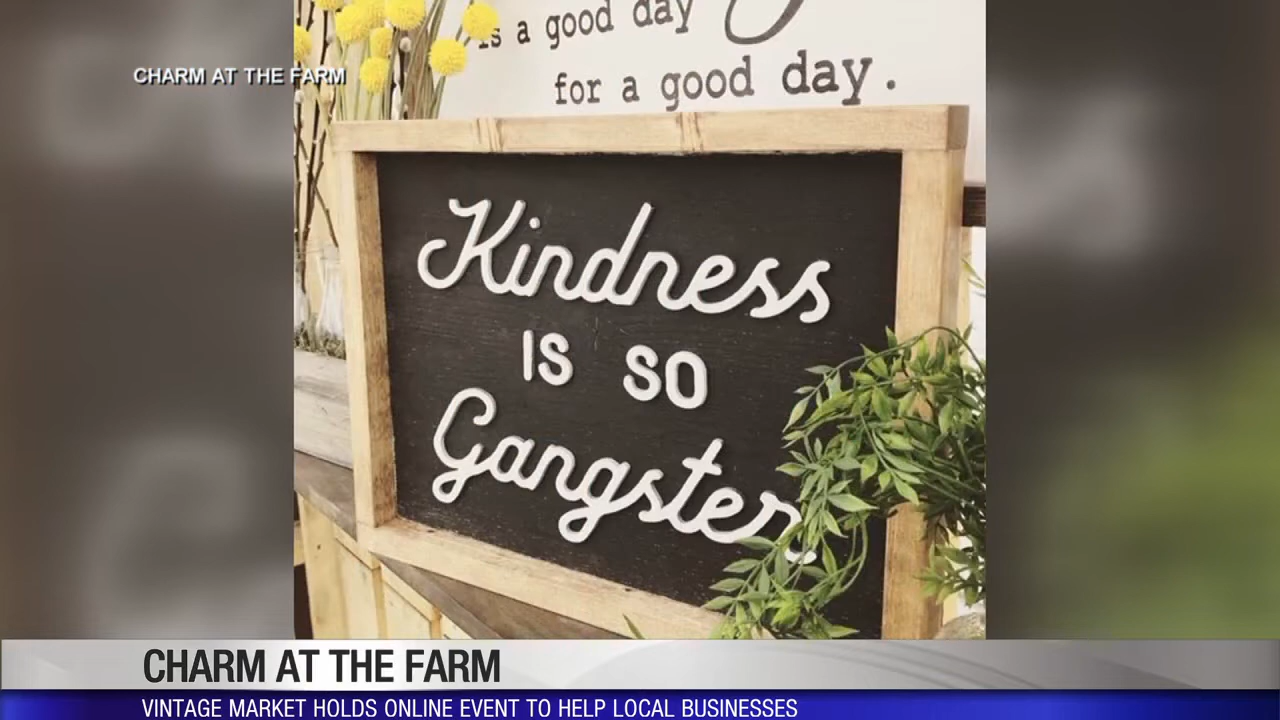 is a good day
for a good day.
CHARM AT THE FARM
Kindness
IS SO
Gangster
CHARM AT THE FARM
VINTAGE MARKET HOLDS ONLINE EVENT TO HELP LOCAL BUSINESSES